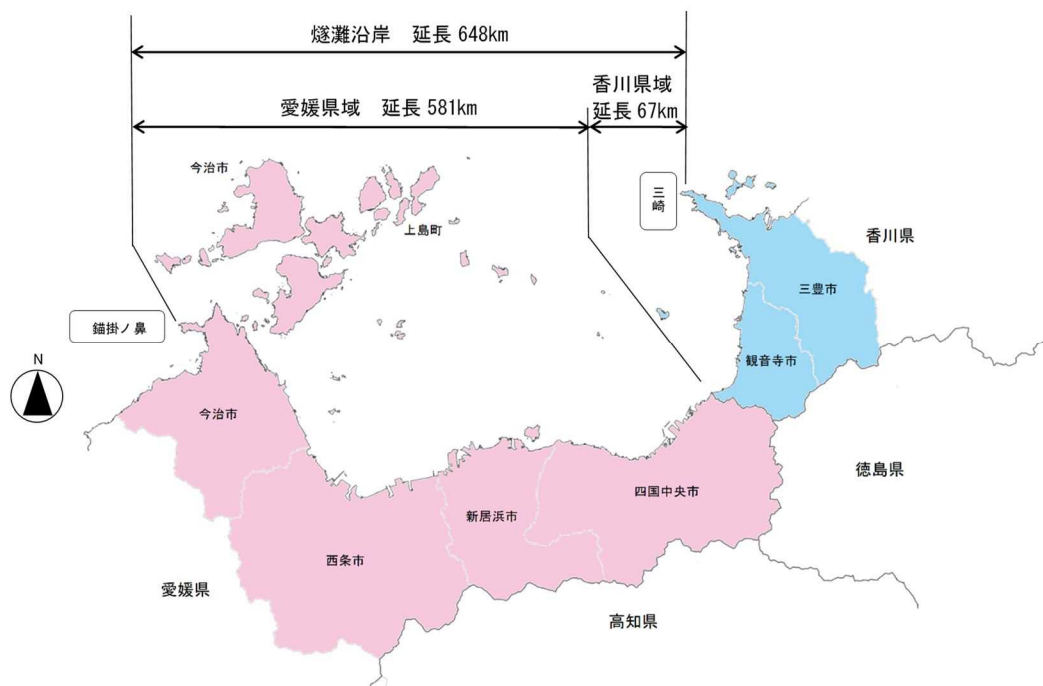 燧灘沿岸 延長 648km
愛媛県域 延長 581km
香川県域
延長 67km
今治市
上島町
三崎
香川県
三豊市
錨掛ノ鼻
観音寺市
N
今治市
四国中央市
徳島県
新居浜市
西条市
愛媛県
高知県